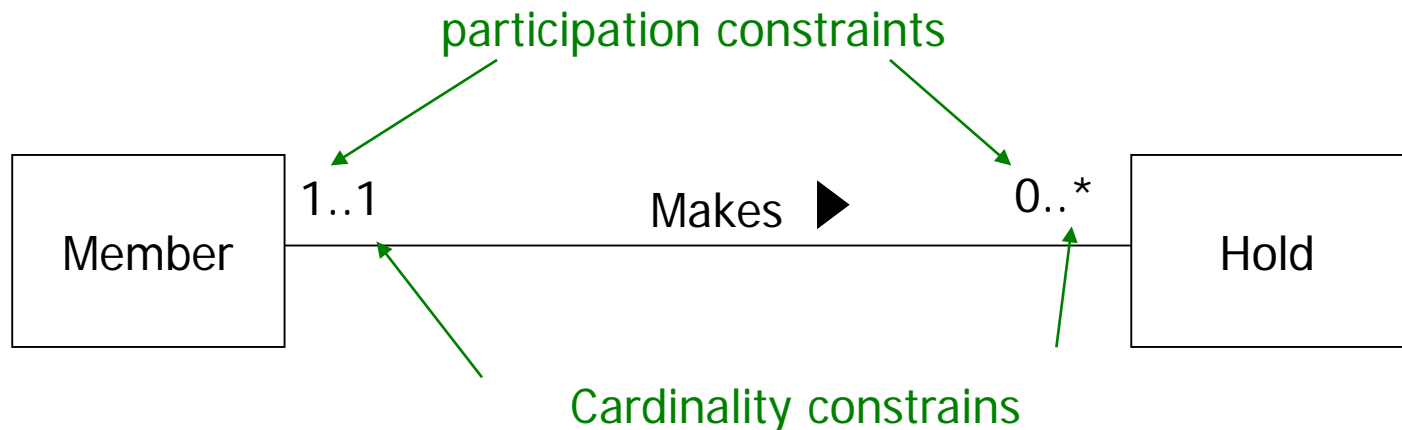 participation constraints
1..1
Makes
0..*
Member
Hold
Cardinality constrains